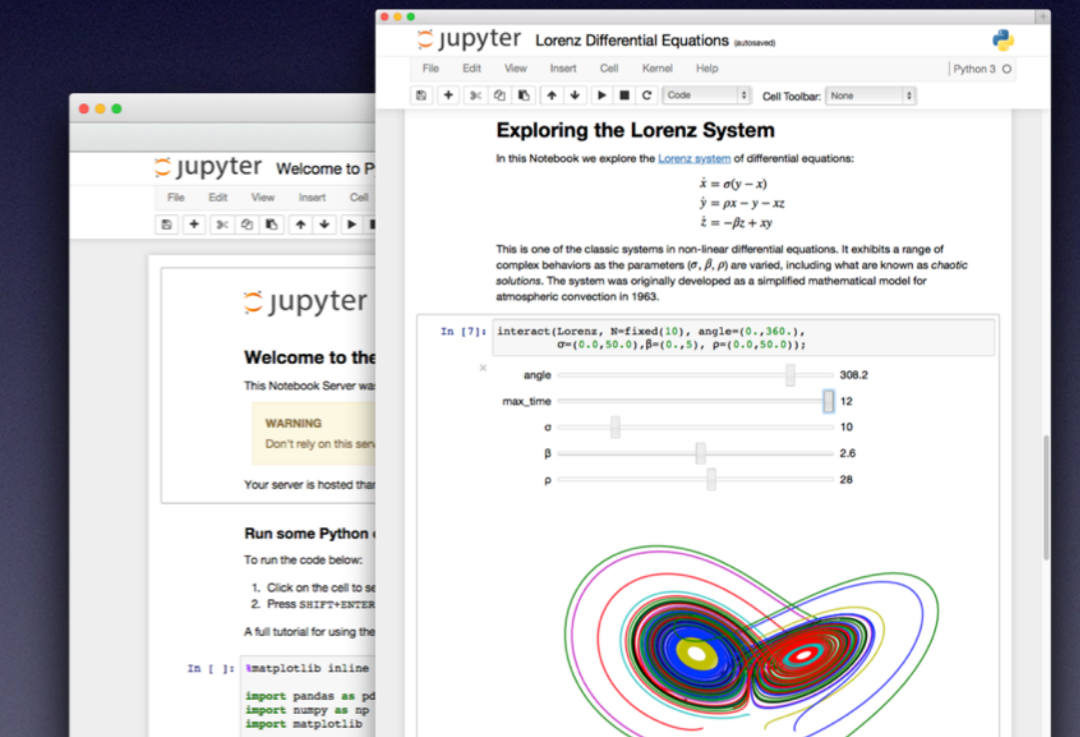 jupyter Lorenz Differential Equations (autosaved)
File Edit View Insert Cell Kernel Help Python 3
Code Cell Toolbar: None
Exploring the Lorenz System
In this Notebook we explore the Lorenz system of differential equations:
ẋ = σ(y − x)
ẏ = ρx − y − xz
ż = −βz + xy
This is one of the classic systems in non-linear differential equations. It exhibits a range of
complex behaviors as the parameters (σ, β, ρ) are varied, including what are known as chaotic
solutions. The system was originally developed as a simplified mathematical model for
atmospheric convection in 1963.
In [7]: interact(Lorenz, N=fixed(10), angle=(0.,360.),
σ=(0.0,50.0),β=(0.,5), ρ=(0.0,50.0));
angle 308.2
max_time 12
σ 10
β 2.6
ρ 28
jupyter Welcome to P
File Edit View Insert Cell
jupyter
Welcome to the
This Notebook Server was
WARNING
Don't rely on this serv
Your server is hosted than
Run some Python
To run the code below:
1. Click on the cell to se
2. Press SHIFT+ENTER
A full tutorial for using the
In [ ]: %matplotlib inline
import pandas as pd
import numpy as np
import matplotlib